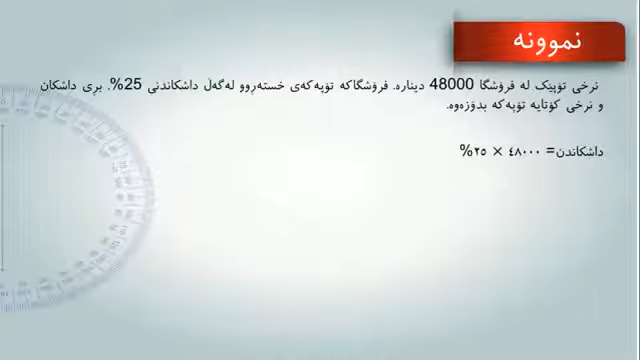 نموونە
نرخی تۆپێک لە فرۆشگا 48000 دینارە. فرۆشگاکە تۆپەکەی خستەڕوو لەگەڵ داشکاندنی 25%. بڕی داشکان
و نرخی کۆتایە تۆپەکە بدۆزەوە.
داشکاندن= ٤٨٠٠٠ × ٢٥%